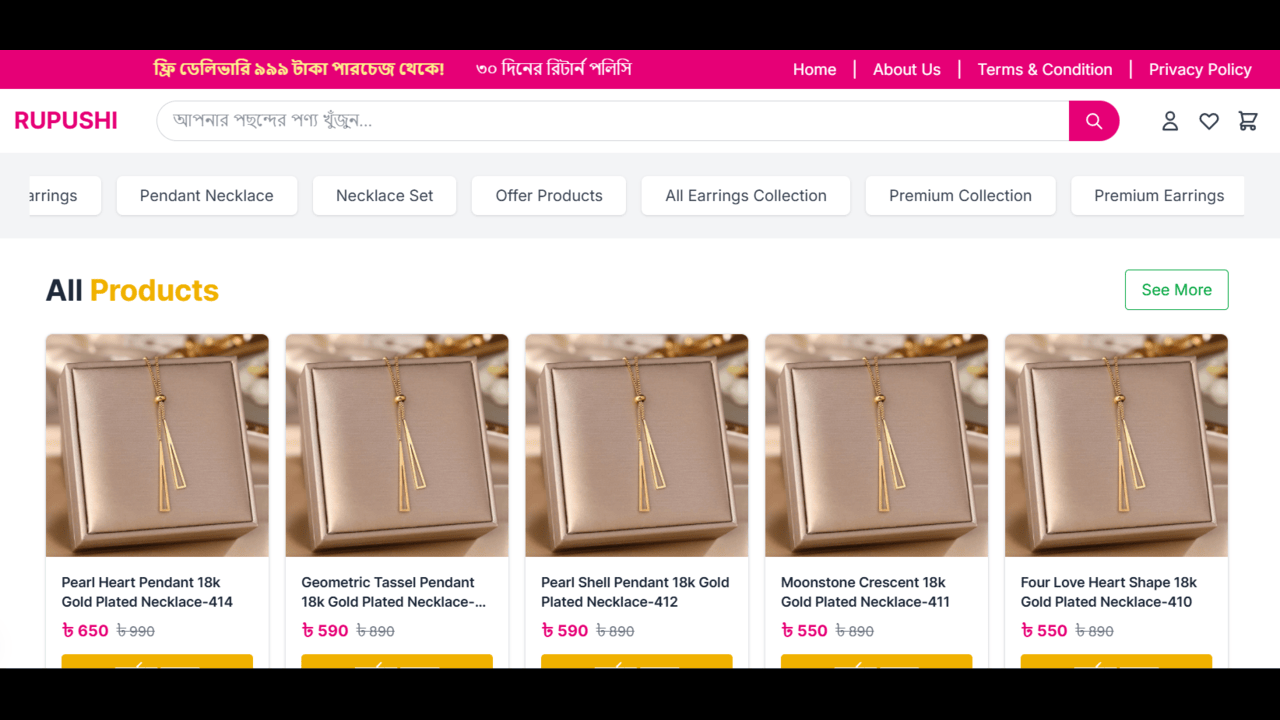 ফ্রি ডেলিভারি ৯৯৯ টাকা পারচেজ থেকে! ৩০ দিনের রিটার্ন পলিসি Home | About Us | Terms & Condition | Privacy Policy
RUPUSHI আপনার পছন্দের পণ্য খুঁজুন...
arrings Pendant Necklace Necklace Set Offer Products All Earrings Collection Premium Collection Premium Earrings
All Products See More
Pearl Heart Pendant 18k
Gold Plated Necklace-414
৳ 650 ৳ 990
Geometric Tassel Pendant
18k Gold Plated Necklace-...
৳ 590 ৳ 890
Pearl Shell Pendant 18k Gold
Plated Necklace-412
৳ 590 ৳ 890
Moonstone Crescent 18k
Gold Plated Necklace-411
৳ 550 ৳ 890
Four Love Heart Shape 18k
Gold Plated Necklace-410
৳ 550 ৳ 890